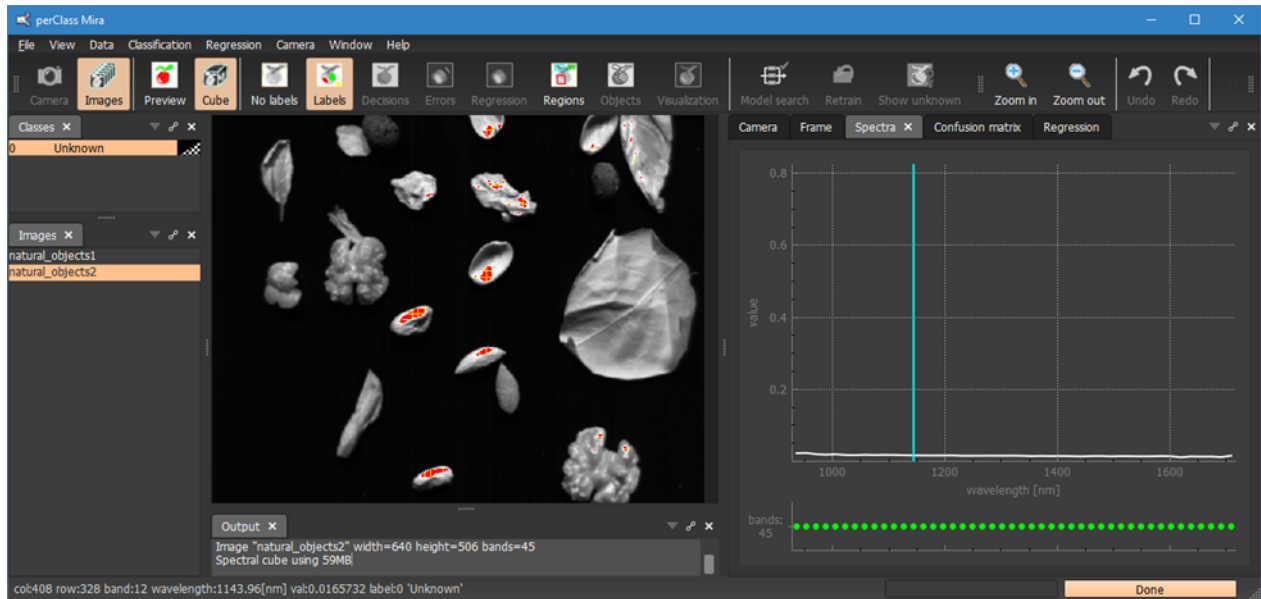 perClass Mira
File View Data Classification Regression Camera Window Help
Camera Images Preview Cube No labels Labels Decisions Errors Regression Regions Objects Visualization Model search Retrain Show unknown Zoom in Zoom out Undo Redo
Classes
0 Unknown
Images
natural_objects1
natural_objects2
Output
Image "natural_objects2" width=640 height=506 bands=45
Spectral cube using 59MB
Camera Frame Spectra Confusion matrix Regression
0.8
0.6
0.4
0.2
value
1000 1200 1400 1600
wavelength [nm]
bands:
45
col:408 row:328 band:12 wavelength:1143.96[nm] val:0.0165732 label:0 'Unknown'
Done